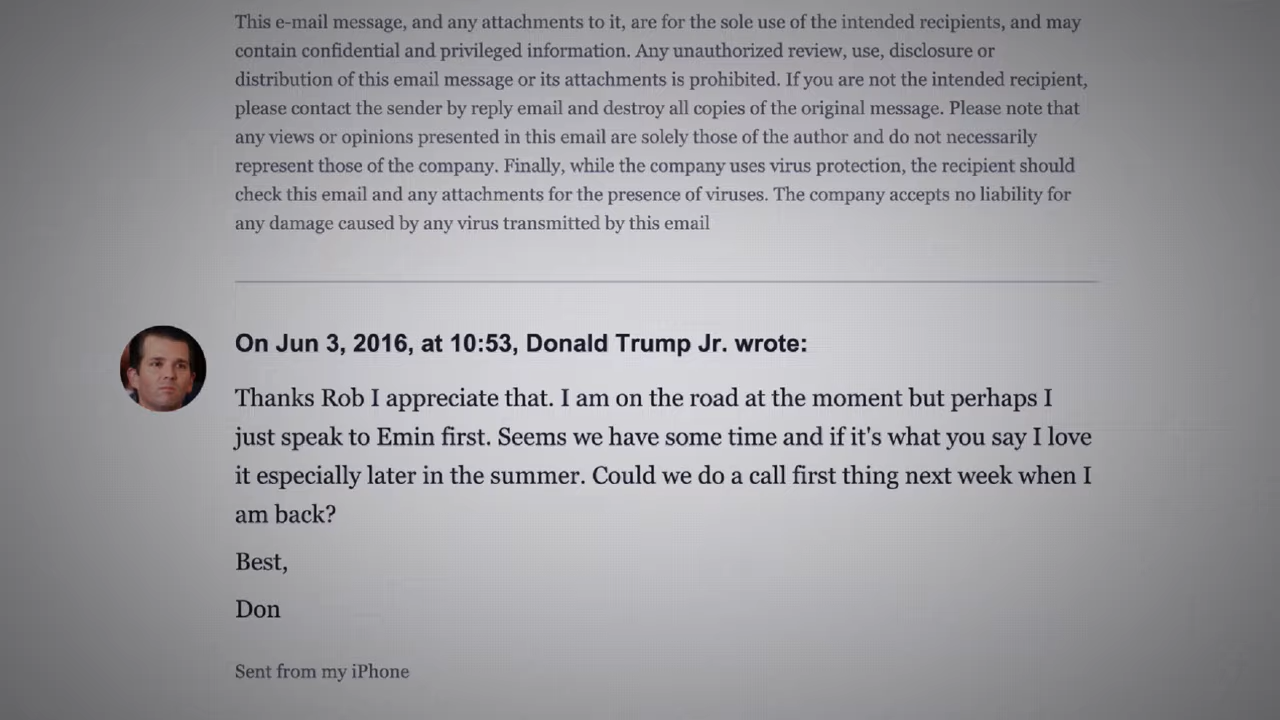 This e-mail message, and any attachments to it, are for the sole use of the intended recipients, and may
contain confidential and privileged information. Any unauthorized review, use, disclosure or
distribution of this email message or its attachments is prohibited. If you are not the intended recipient,
please contact the sender by reply email and destroy all copies of the original message. Please note that
any views or opinions presented in this email are solely those of the author and do not necessarily
represent those of the company. Finally, while the company uses virus protection, the recipient should
check this email and any attachments for the presence of viruses. The company accepts no liability for
any damage caused by any virus transmitted by this email
On Jun 3, 2016, at 10:53, Donald Trump Jr. wrote:
Thanks Rob I appreciate that. I am on the road at the moment but perhaps I
just speak to Emin first. Seems we have some time and if it's what you say I love
it especially later in the summer. Could we do a call first thing next week when I
am back?
Best,
Don
Sent from my iPhone